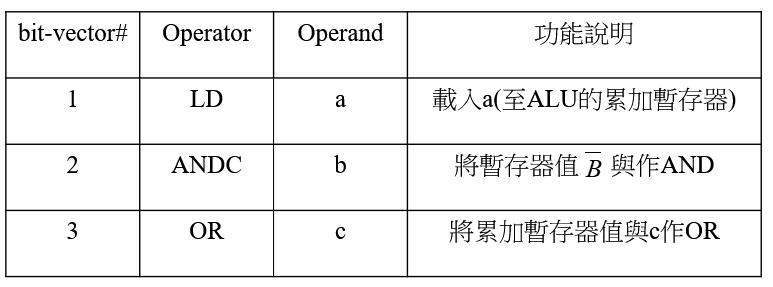 bit-vector# Operator Operand 功能說明
1 LD a 載入a(至ALU的累加暫存器)
2 ANDC b 將暫存器值 B̅ 與作AND
3 OR c 將累加暫存器值與c作OR